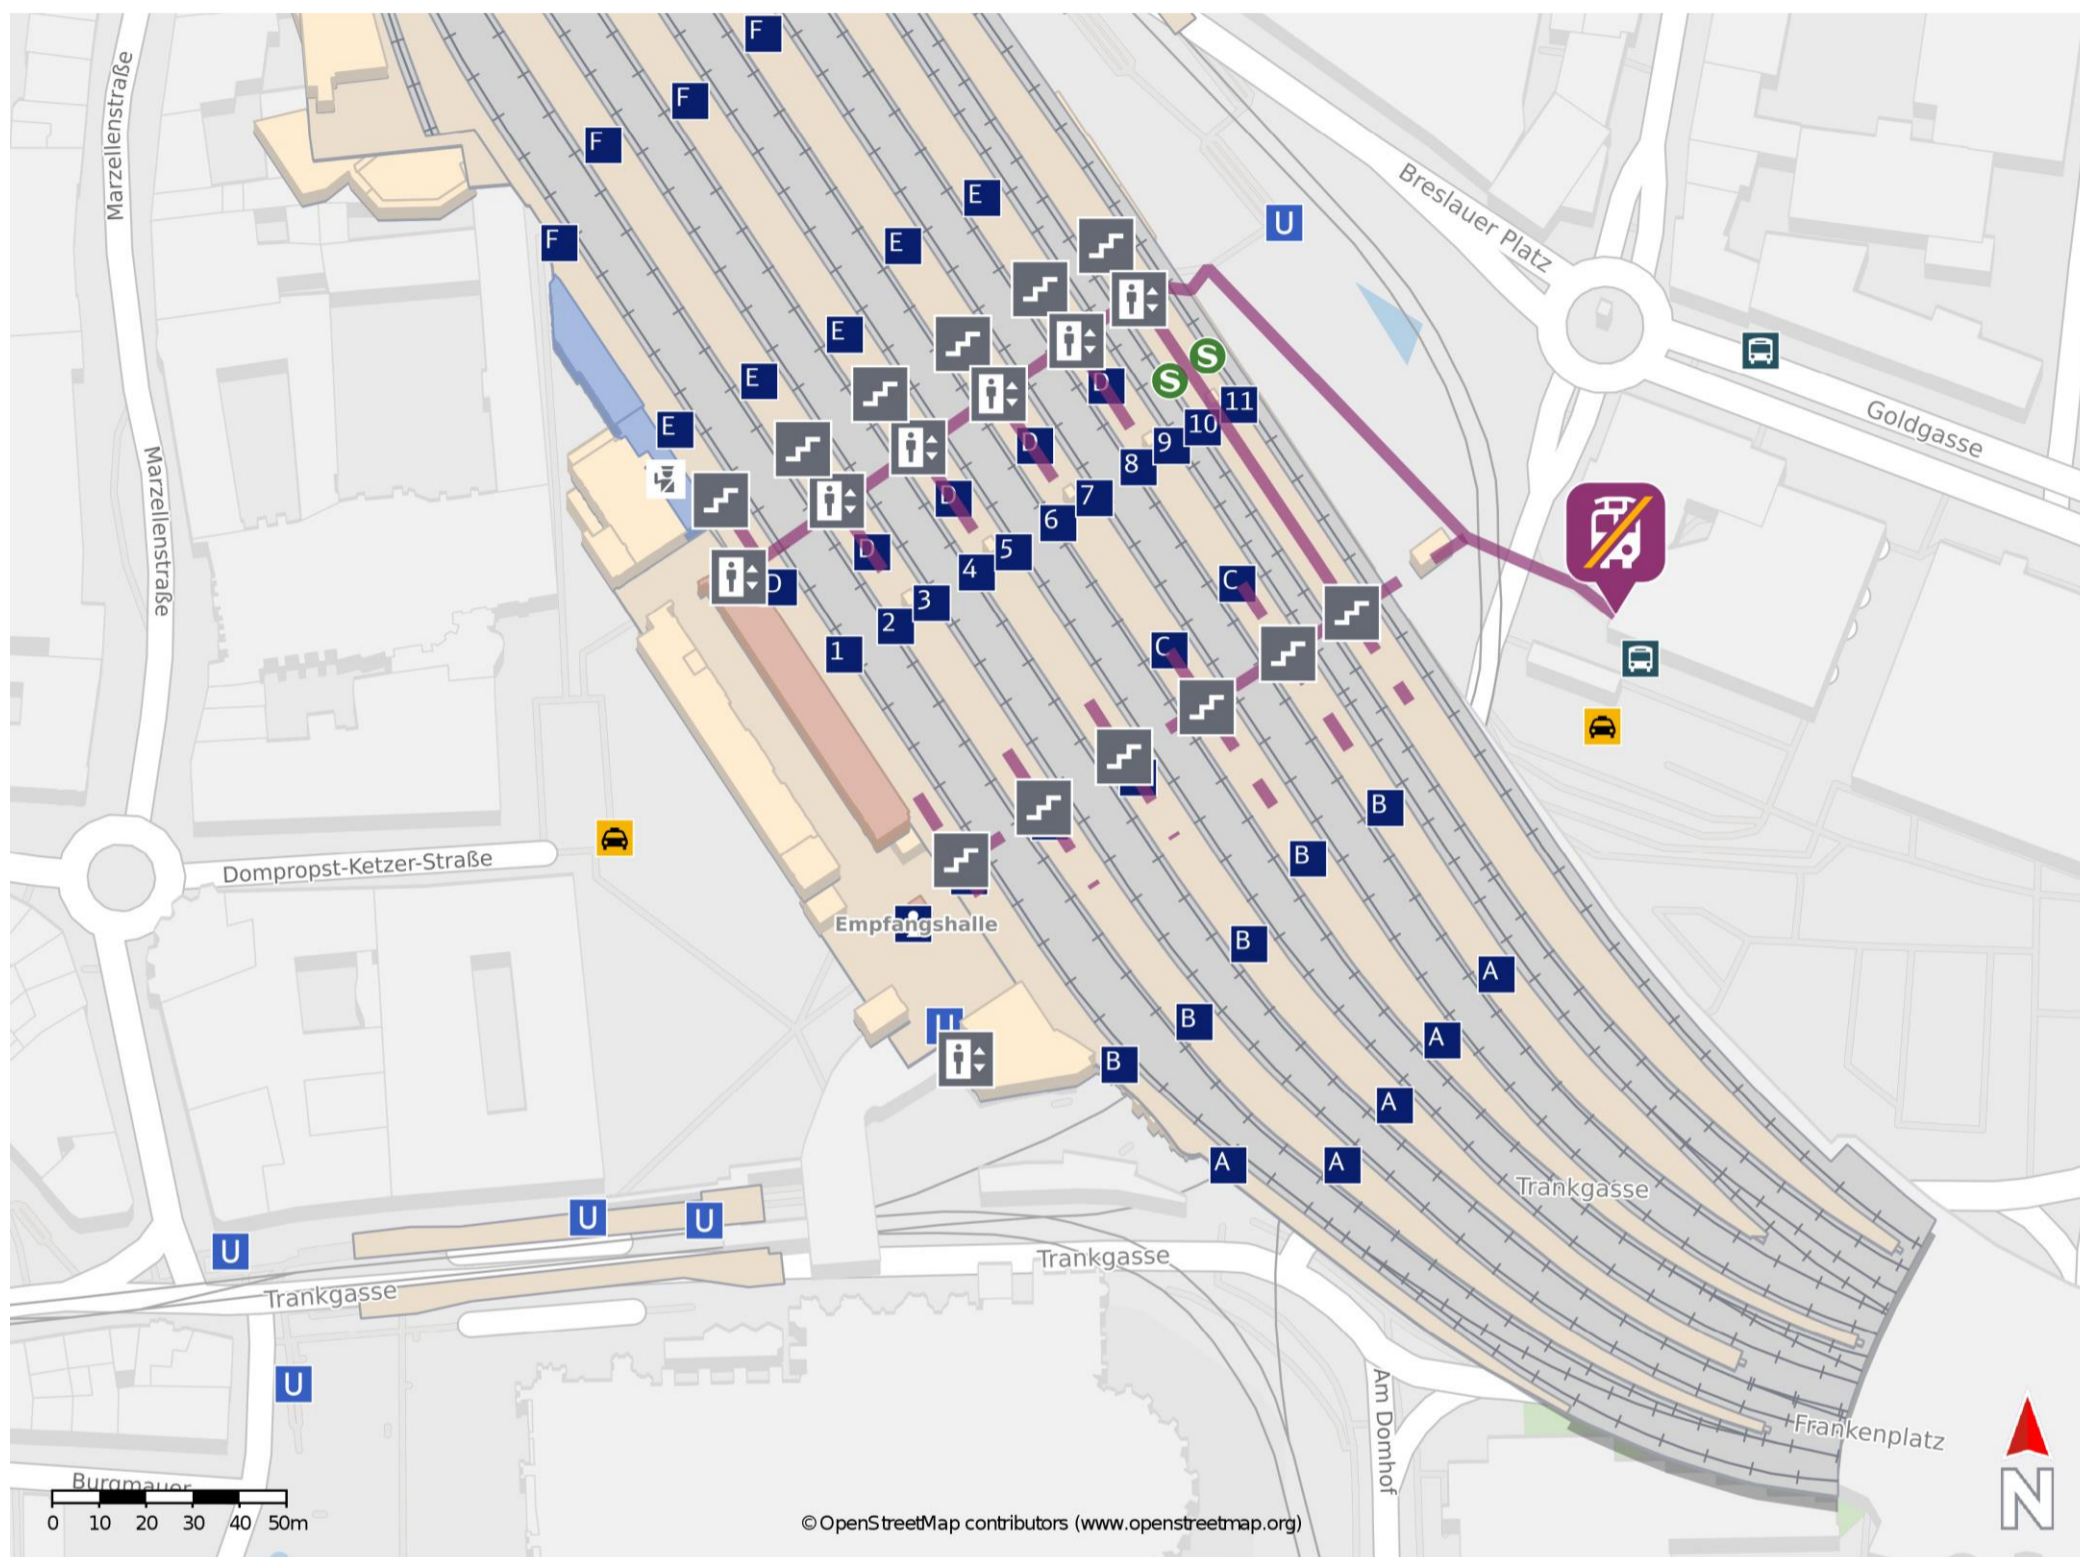 F
F
F
Marzellenstraße
Breslauer Platz
E
U
F
E
E
E
S
S
D
11
10
9
8
E
D
7
6
D
5
4
D
3
2
D
1
Goldgasse
Marzellenstraße
C
C
B
B
Dompropst-Ketzer-Straße
Empfangshalle
B
A
B
U
A
B
A
A
A
Trankgasse
U
U
U
Trankgasse
Trankgasse
U
Am Domhof
Frankenplatz
Burgmauer
0 10 20 30 40 50m
© OpenStreetMap contributors (www.openstreetmap.org)
N